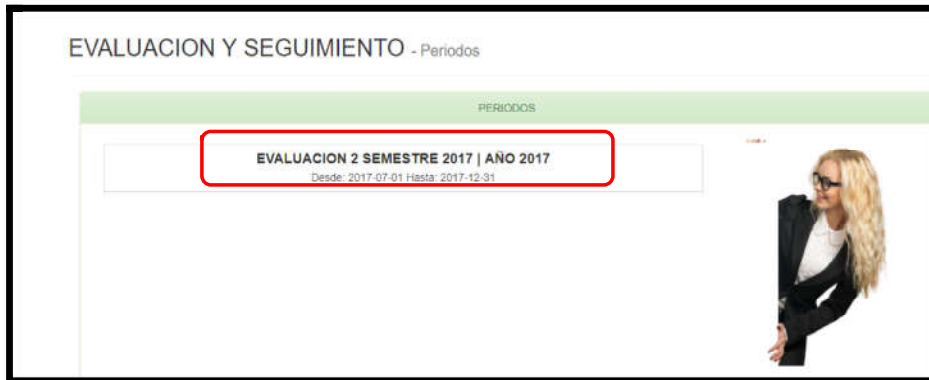 EVALUACION Y SEGUIMIENTO - Periodos
PERIODOS
EVALUACION 2 SEMESTRE 2017 | AÑO 2017
Desde: 2017-07-01 Hasta: 2017-12-31